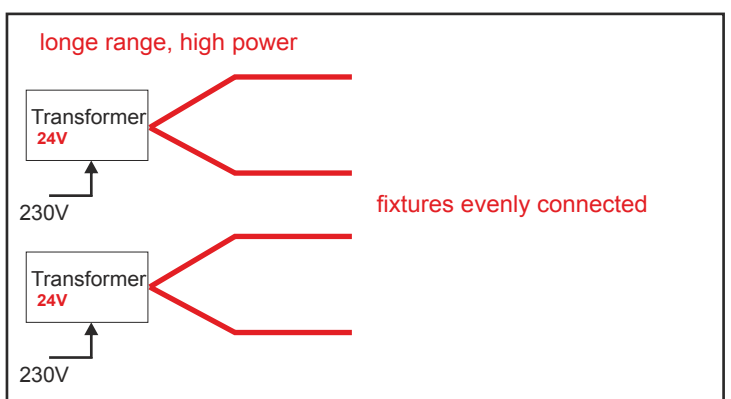 longe range, high power
Transformer
24V
230V
fixtures evenly connected
Transformer
24V
230V